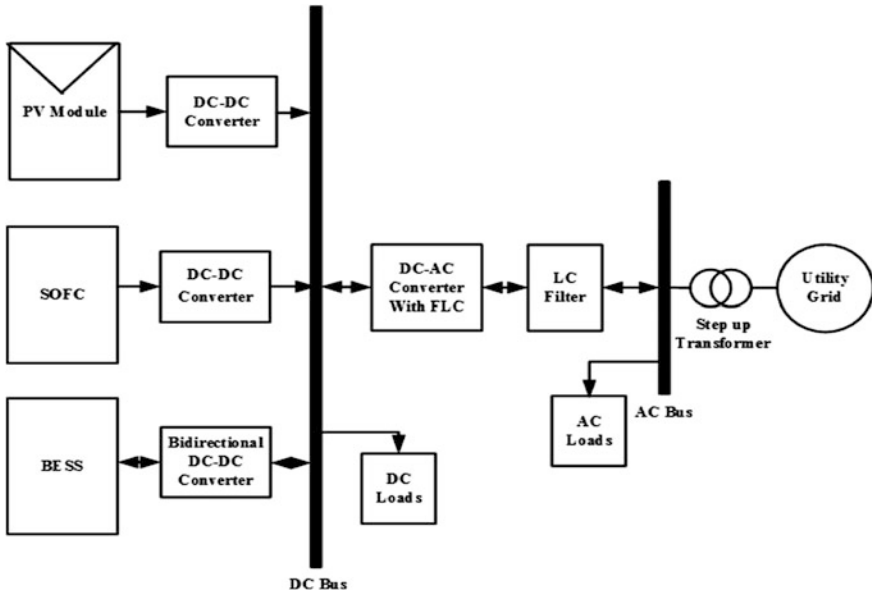 PV Module
DC-DC
Converter
SOFC
DC-DC
Converter
DC-AC
Converter
With FLC
LC
Filter
Utility
Grid
Step up
Transformer
BESS
Bidirectional
DC-DC
Converter
DC
Loads
AC
Loads
AC Bus
DC Bus